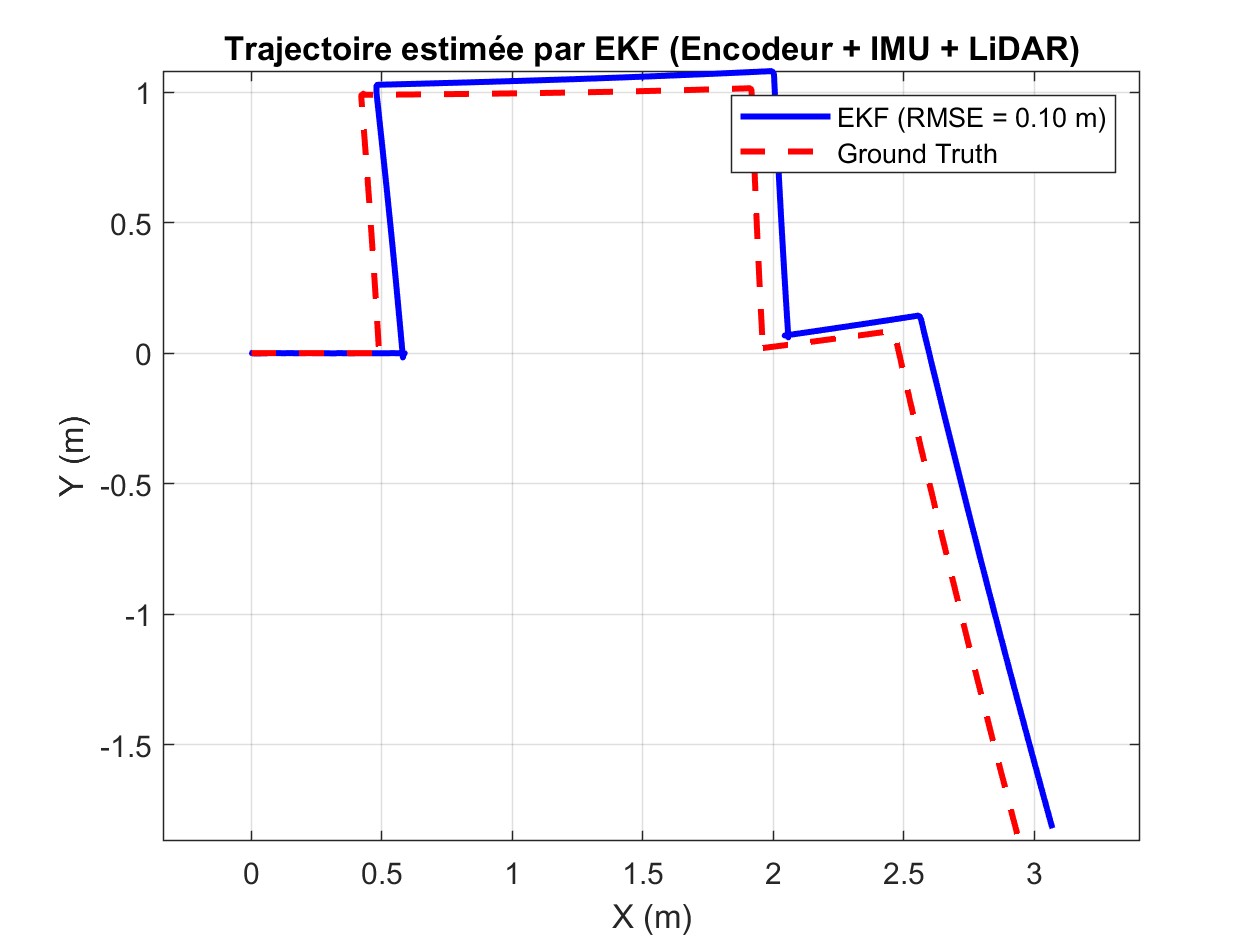 Trajectoire estimée par EKF (Encodeur + IMU + LiDAR)
EKF (RMSE = 0.10 m)
Ground Truth
1
0.5
0
-0.5
-1
-1.5
Y (m)
0 0.5 1 1.5 2 2.5 3
X (m)